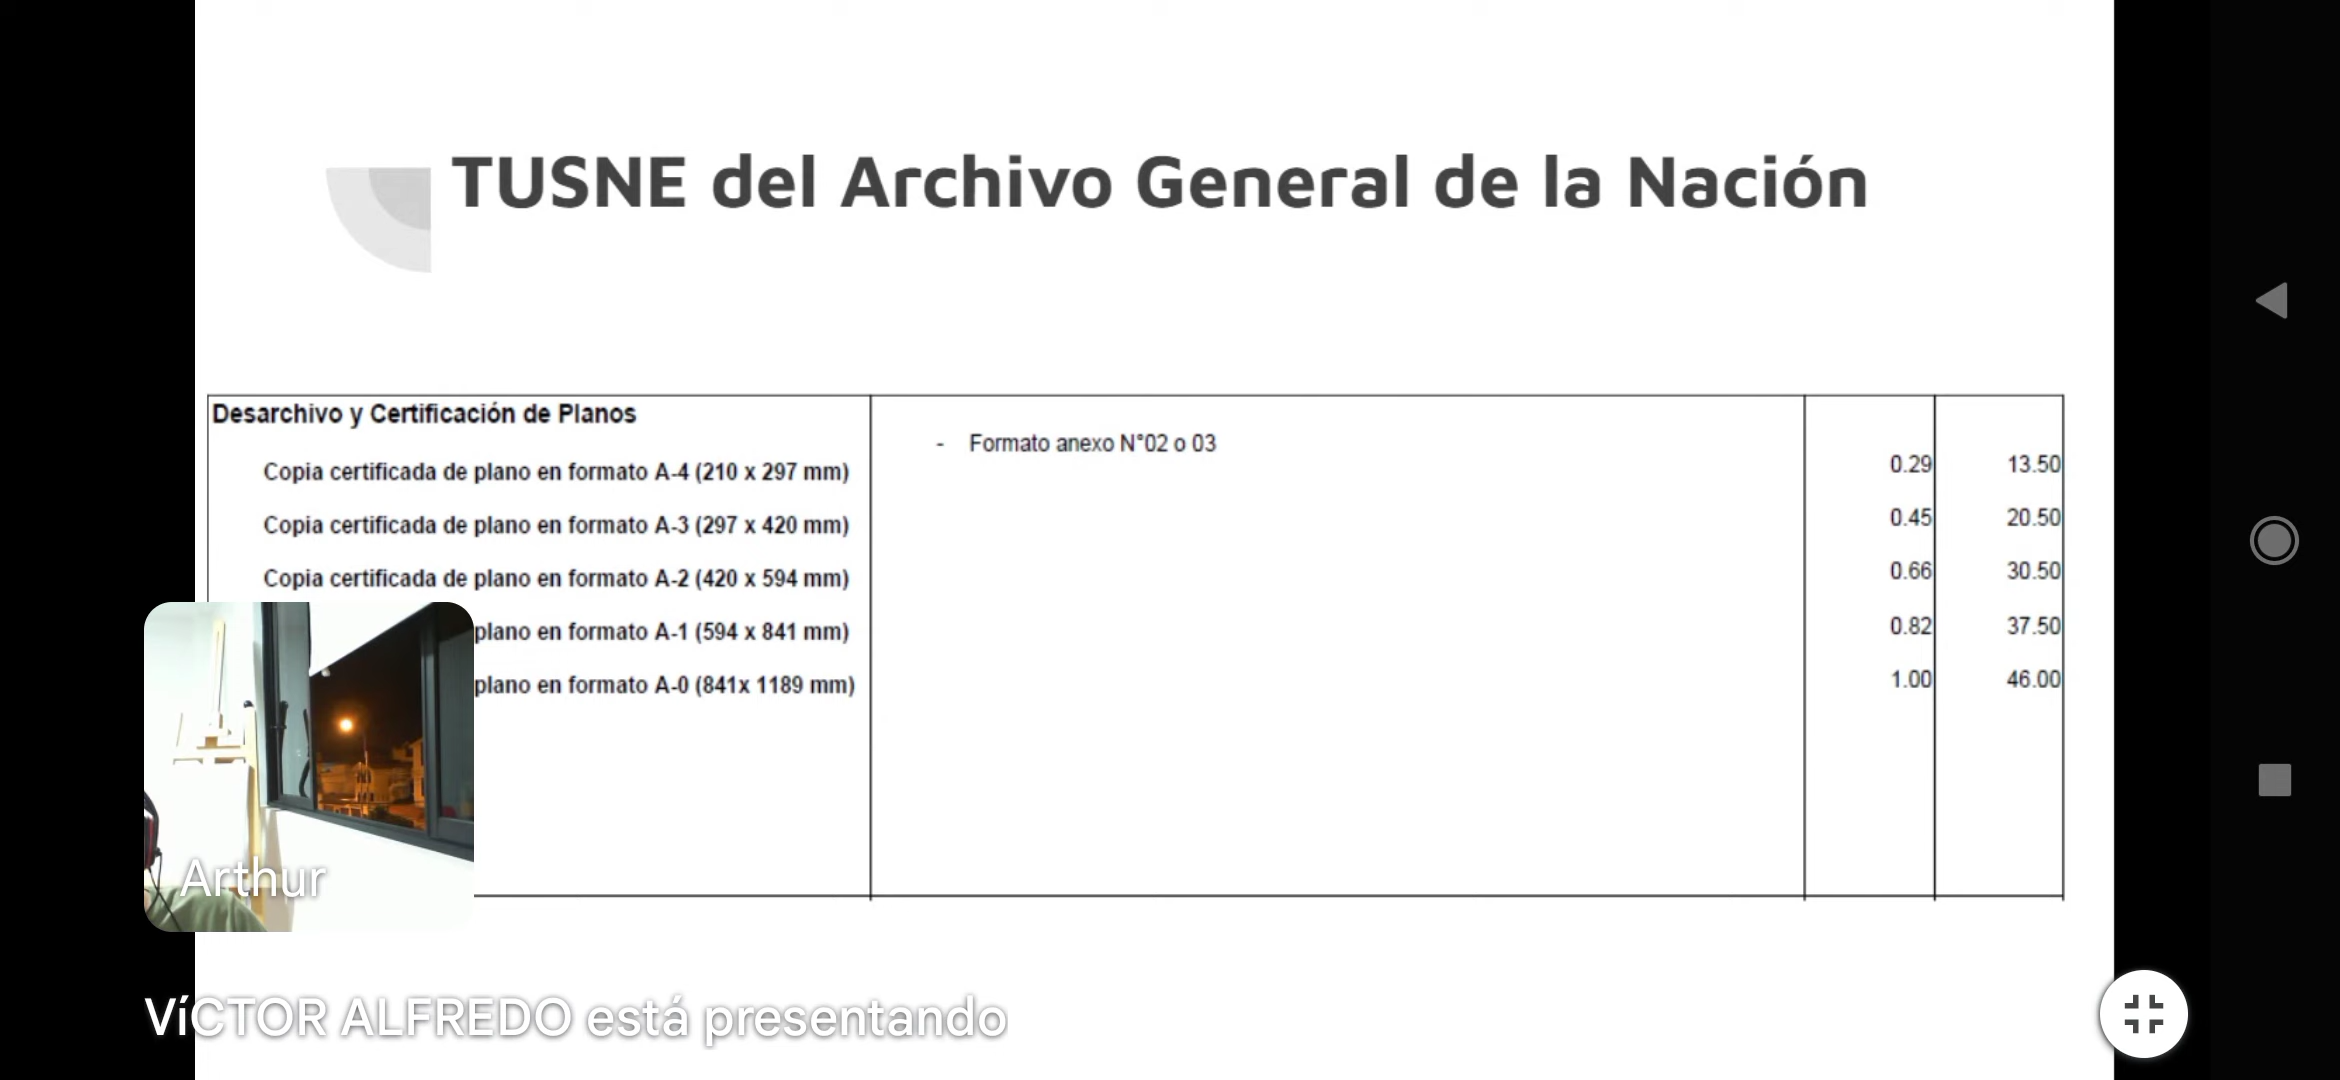 TUSNE del Archivo General de la Nación
Desarchivo y Certificación de Planos
- Formato anexo N°02 o 03
Copia certificada de plano en formato A-4 (210 x 297 mm) 0.29 13.50
Copia certificada de plano en formato A-3 (297 x 420 mm) 0.45 20.50
Copia certificada de plano en formato A-2 (420 x 594 mm) 0.66 30.50
plano en formato A-1 (594 x 841 mm) 0.82 37.50
plano en formato A-0 (841x 1189 mm) 1.00 46.00
Arthur
VíCTOR ALFREDO está presentando